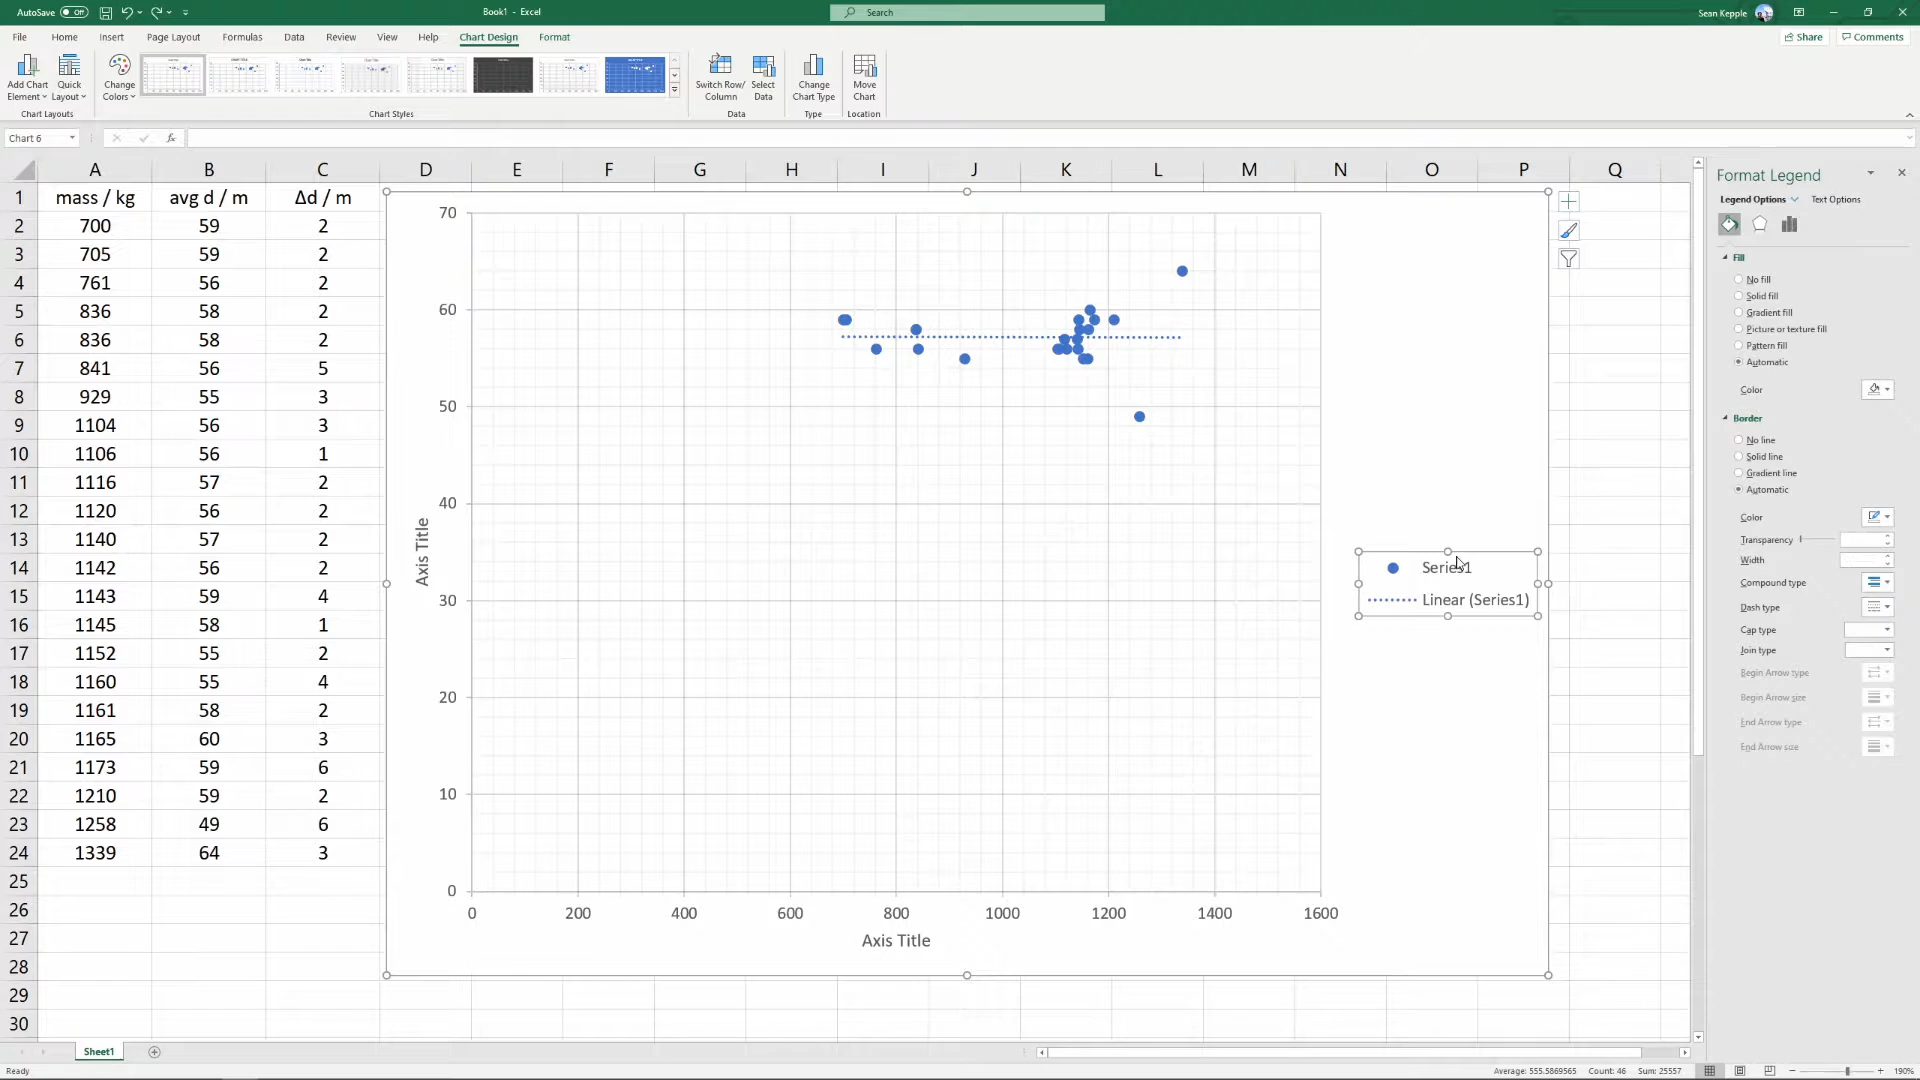 AutoSave Off
Book1 - Excel
Search
Sean Kepple
File Home Insert Page Layout Formulas Data Review View Help Chart Design Format
Share Comments
Add Chart Element
Quick Layout
Change Colors
Switch Row/ Column
Select Data
Change Chart Type
Move Chart
Chart Layouts
Chart Styles
Data
Type
Location
Chart 6
fx
A B C D E F G H I J K L M N O P Q
1 mass / kg avg d / m Δd / m
2 700 59 2
3 705 59 2
4 761 56 2
5 836 58 2
6 836 58 2
7 841 56 5
8 929 55 3
9 1104 56 3
10 1106 56 1
11 1116 57 2
12 1120 56 2
13 1140 57 2
14 1142 56 2
15 1143 59 4
16 1145 58 1
17 1152 55 2
18 1160 55 4
19 1161 58 2
20 1165 60 3
21 1173 59 6
22 1210 59 2
23 1258 49 6
24 1339 64 3
25
26
27
28
29
30
70
60
50
40
30
20
10
0
Axis Title
0 200 400 600 800 1000 1200 1400 1600
Axis Title
Series1
Linear (Series1)
Format Legend
Legend Options Text Options
Fill
No fill
Solid fill
Gradient fill
Picture or texture fill
Pattern fill
Automatic
Color
Border
No line
Solid line
Gradient line
Automatic
Color
Transparency
Width
Compound type
Dash type
Cap type
Join type
Begin Arrow type
Begin Arrow size
End Arrow type
End Arrow size
Sheet1
Ready
Average: 555.5869565 Count: 46 Sum: 25557
190%